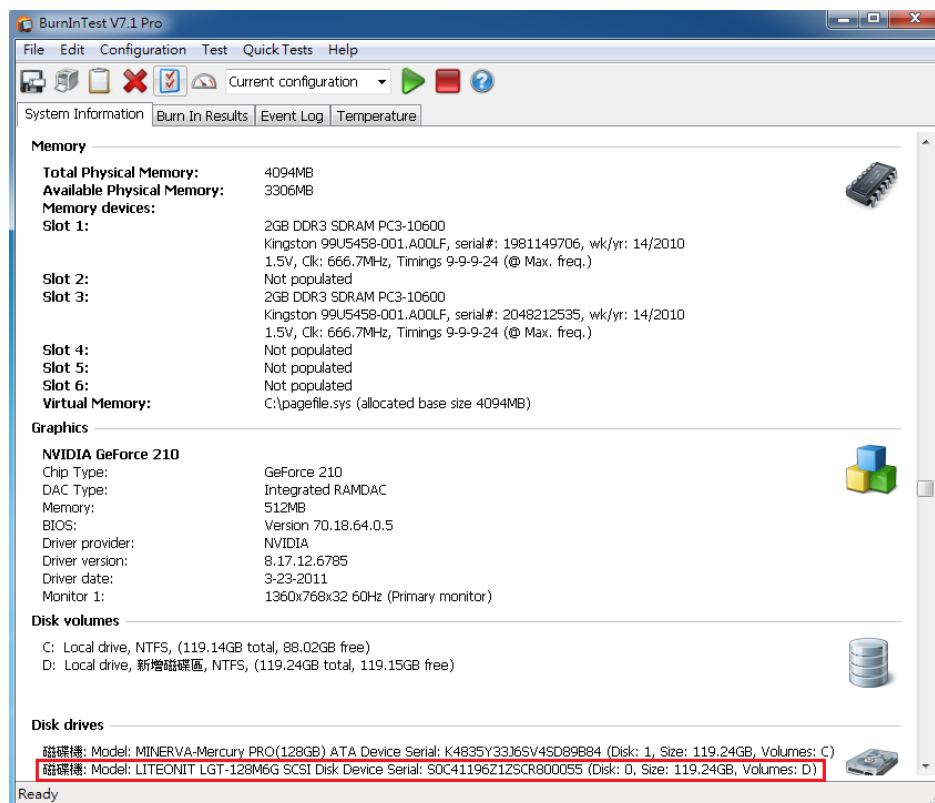 BurnInTest V7.1 Pro
File Edit Configuration Test Quick Tests Help
Current configuration
System Information Burn In Results Event Log Temperature
Memory
Total Physical Memory: 4094MB
Available Physical Memory: 3306MB
Memory devices:
Slot 1: 2GB DDR3 SDRAM PC3-10600
Kingston 99U5458-001.A00LF, serial#: 1981149706, wk/yr: 14/2010
1.5V, Clk: 666.7MHz, Timings 9-9-9-24 (@ Max. freq.)
Slot 2: Not populated
Slot 3: 2GB DDR3 SDRAM PC3-10600
Kingston 99U5458-001.A00LF, serial#: 2048212535, wk/yr: 14/2010
1.5V, Clk: 666.7MHz, Timings 9-9-9-24 (@ Max. freq.)
Slot 4: Not populated
Slot 5: Not populated
Slot 6: Not populated
Virtual Memory: C:\pagefile.sys (allocated base size 4094MB)
Graphics
NVIDIA GeForce 210
Chip Type: GeForce 210
DAC Type: Integrated RAMDAC
Memory: 512MB
BIOS: Version 70.18.64.0.5
Driver provider: NVIDIA
Driver version: 8.17.12.6785
Driver date: 3-23-2011
Monitor 1: 1360x768x32 60Hz (Primary monitor)
Disk volumes
C: Local drive, NTFS, (119.14GB total, 88.02GB free)
D: Local drive, 新增磁碟區, NTFS, (119.24GB total, 119.15GB free)
Disk drives
磁碟機: Model: MINERVA-Mercury PRO(128GB) ATA Device Serial: K4835Y33J6SV4SD89B84 (Disk: 1, Size: 119.24GB, Volumes: C)
磁碟機: Model: LITEONIT LGT-128M6G SCSI Disk Device Serial: S0C41196Z1ZSCR800055 (Disk: 0, Size: 119.24GB, Volumes: D)
Ready